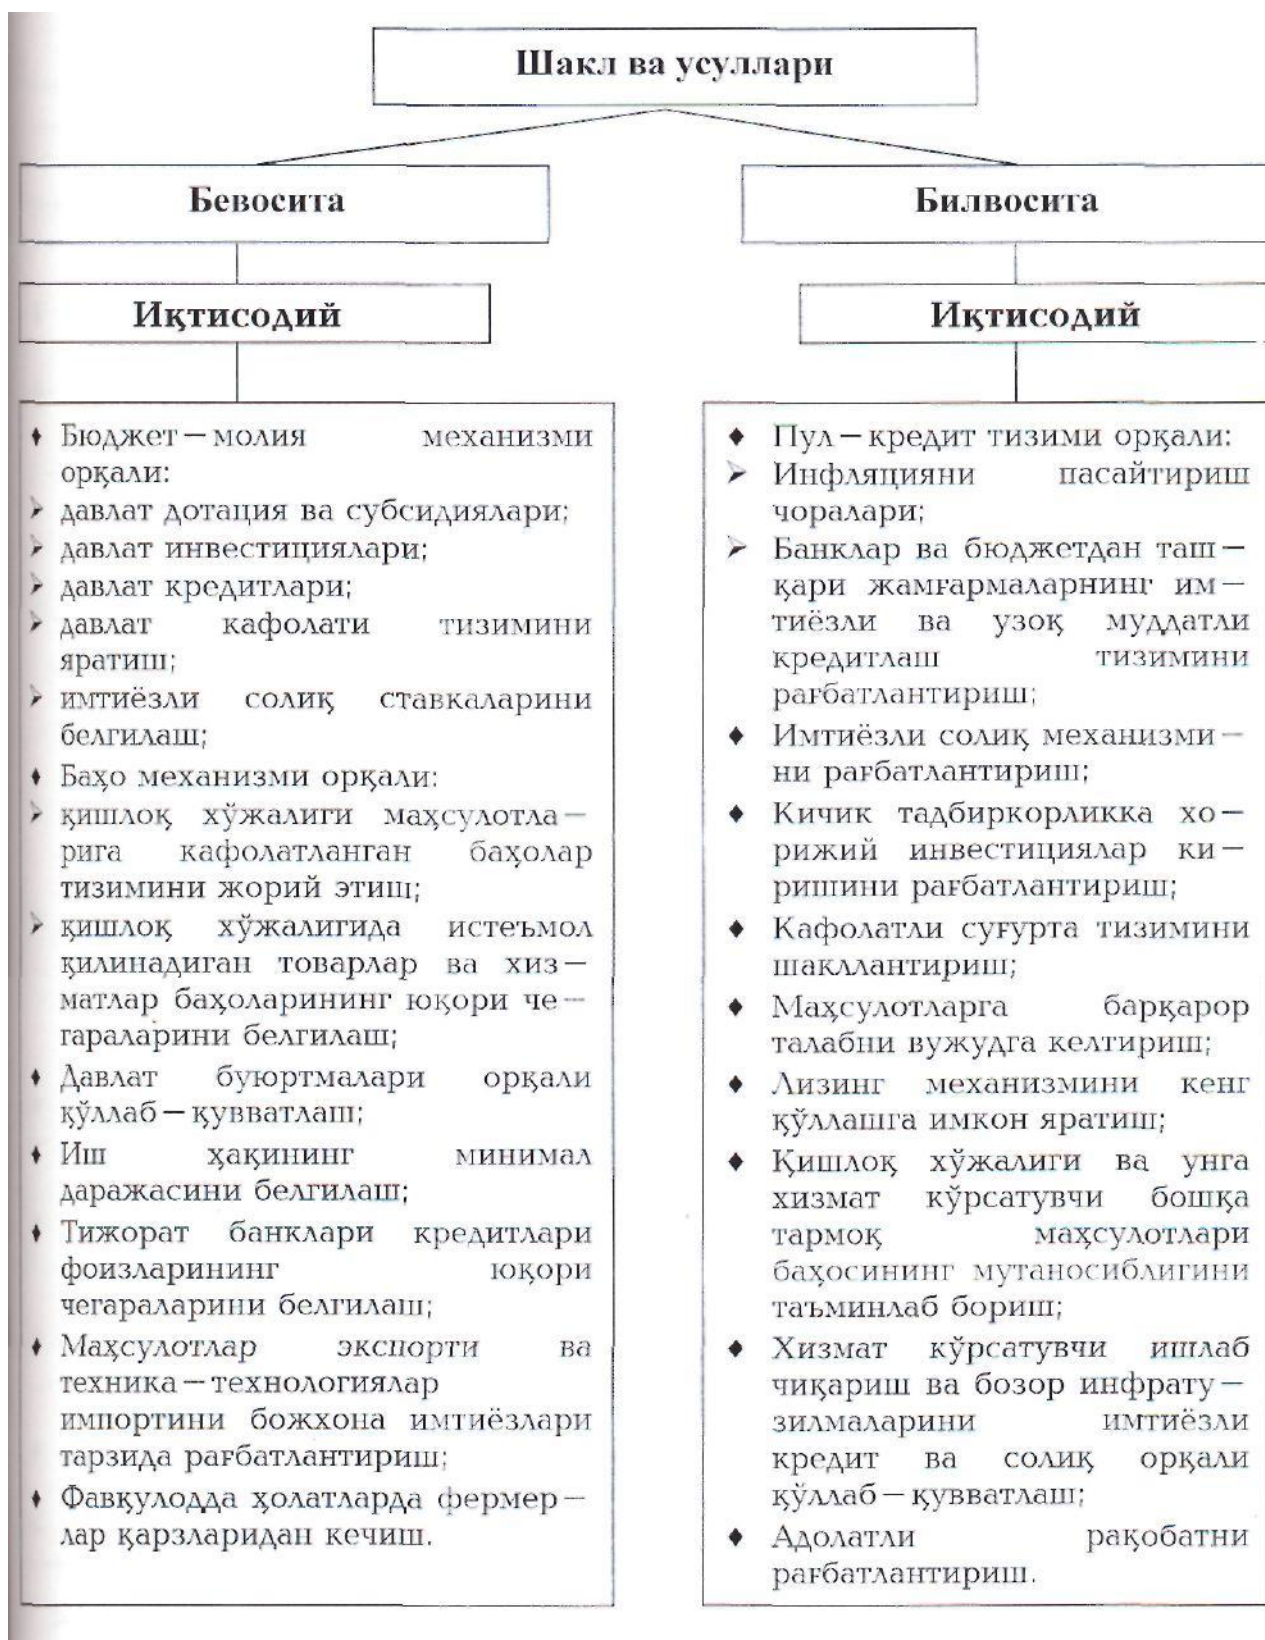 Шакл ва усуллари
Бевосита
Иқтисодий
♦ Бюджет—молия механизми
орқали:
➢ давлат дотация ва субсидиялари;
➢ давлат инвестициялари;
➢ давлат кредитлари;
➢ давлат кафолати тизимини
яратиш;
➢ имтиёзли солиқ ставкаларини
белгилаш;
♦ Баҳо механизми орқали:
➢ қишлоқ хўжалиги маҳсулотла—
рига кафолатланган баҳолар
тизимини жорий этиш;
➢ қишлоқ хўжалигида истеъмол
қилинадиган товарлар ва хиз—
матлар баҳоларининг юқори че—
гараларини белгилаш;
♦ Давлат буюртмалари орқали
қўллаб—қувватлаш;
♦ Иш ҳақининг минимал
даражасини белгилаш;
♦ Тижорат банклари кредитлари
фоизларининг юқори
чегараларини белгилаш;
♦ Маҳсулотлар экспорти ва
техника—технологиялар
импортини божхона имтиёзлари
тарзида рағбатлантириш;
♦ Фавқулодда ҳолатларда фермер—
лар қарзларидан кечиш.
Билвосита
Иқтисодий
♦ Пул—кредит тизими орқали:
➢ Инфляцияни пасайтириш
чоралари;
➢ Банклар ва бюджетдан таш—
қари жамғармаларнинг им—
тиёзли ва узоқ муддатли
кредитлаш тизимини
рағбатлантириш;
♦ Имтиёзли солиқ механизми—
ни рағбатлантириш;
♦ Кичик тадбиркорликка хо—
рижий инвестициялар ки—
ришини рағбатлантириш;
♦ Кафолатли суғурта тизимини
шакллантириш;
♦ Маҳсулотларга барқарор
талабни вужудга келтириш;
♦ Лизинг механизмини кенг
қўллашга имкон яратиш;
♦ Қишлоқ хўжалиги ва унга
хизмат кўрсатувчи бошқа
тармоқ маҳсулотлари
баҳосининг мутаносиблигини
таъминлаб бориш;
♦ Хизмат кўрсатувчи ишлаб
чиқариш ва бозор инфрату—
зилмаларини имтиёзли
кредит ва солиқ орқали
қўллаб—қувватлаш;
♦ Адолатли рақобатни
рағбатлантириш.